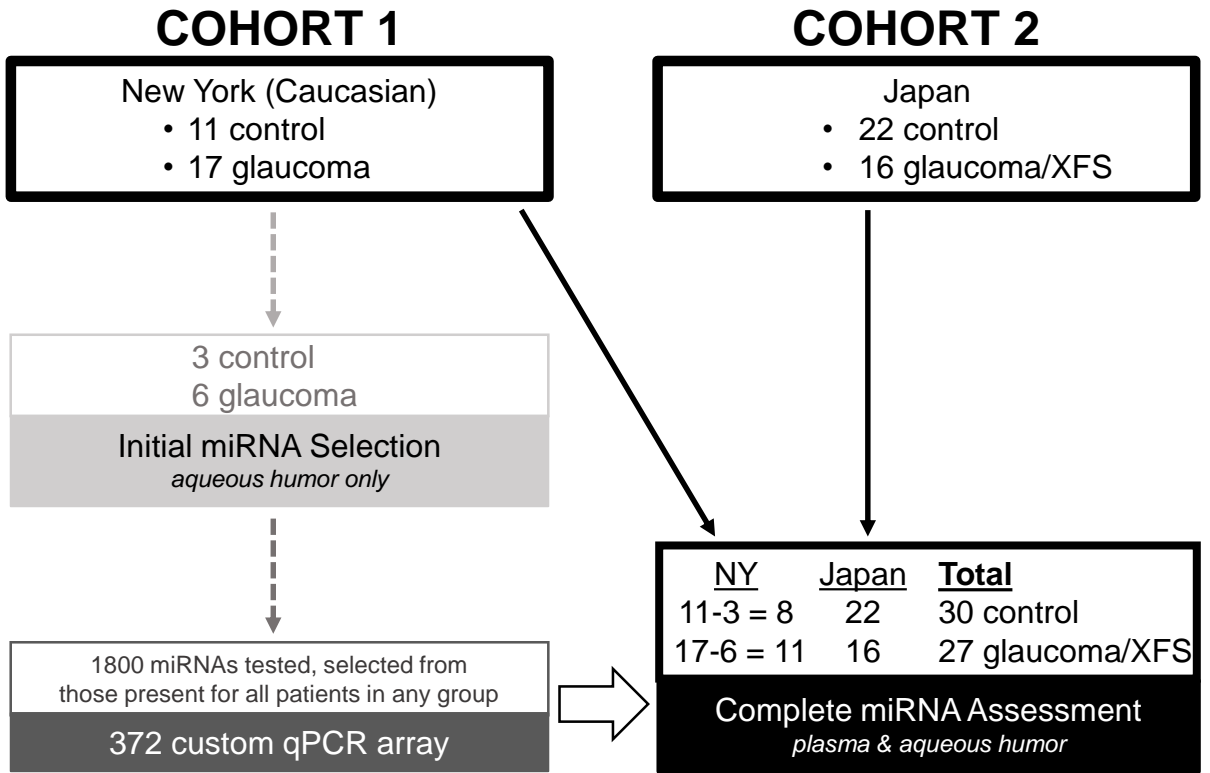 COHORT 1
New York (Caucasian)
• 11 control
• 17 glaucoma
COHORT 2
Japan
• 22 control
• 16 glaucoma/XFS
3 control
6 glaucoma
Initial miRNA Selection
aqueous humor only
1800 miRNAs tested, selected from
those present for all patients in any group
372 custom qPCR array
NY Japan Total
11-3 = 8 22 30 control
17-6 = 11 16 27 glaucoma/XFS
Complete miRNA Assessment
plasma & aqueous humor